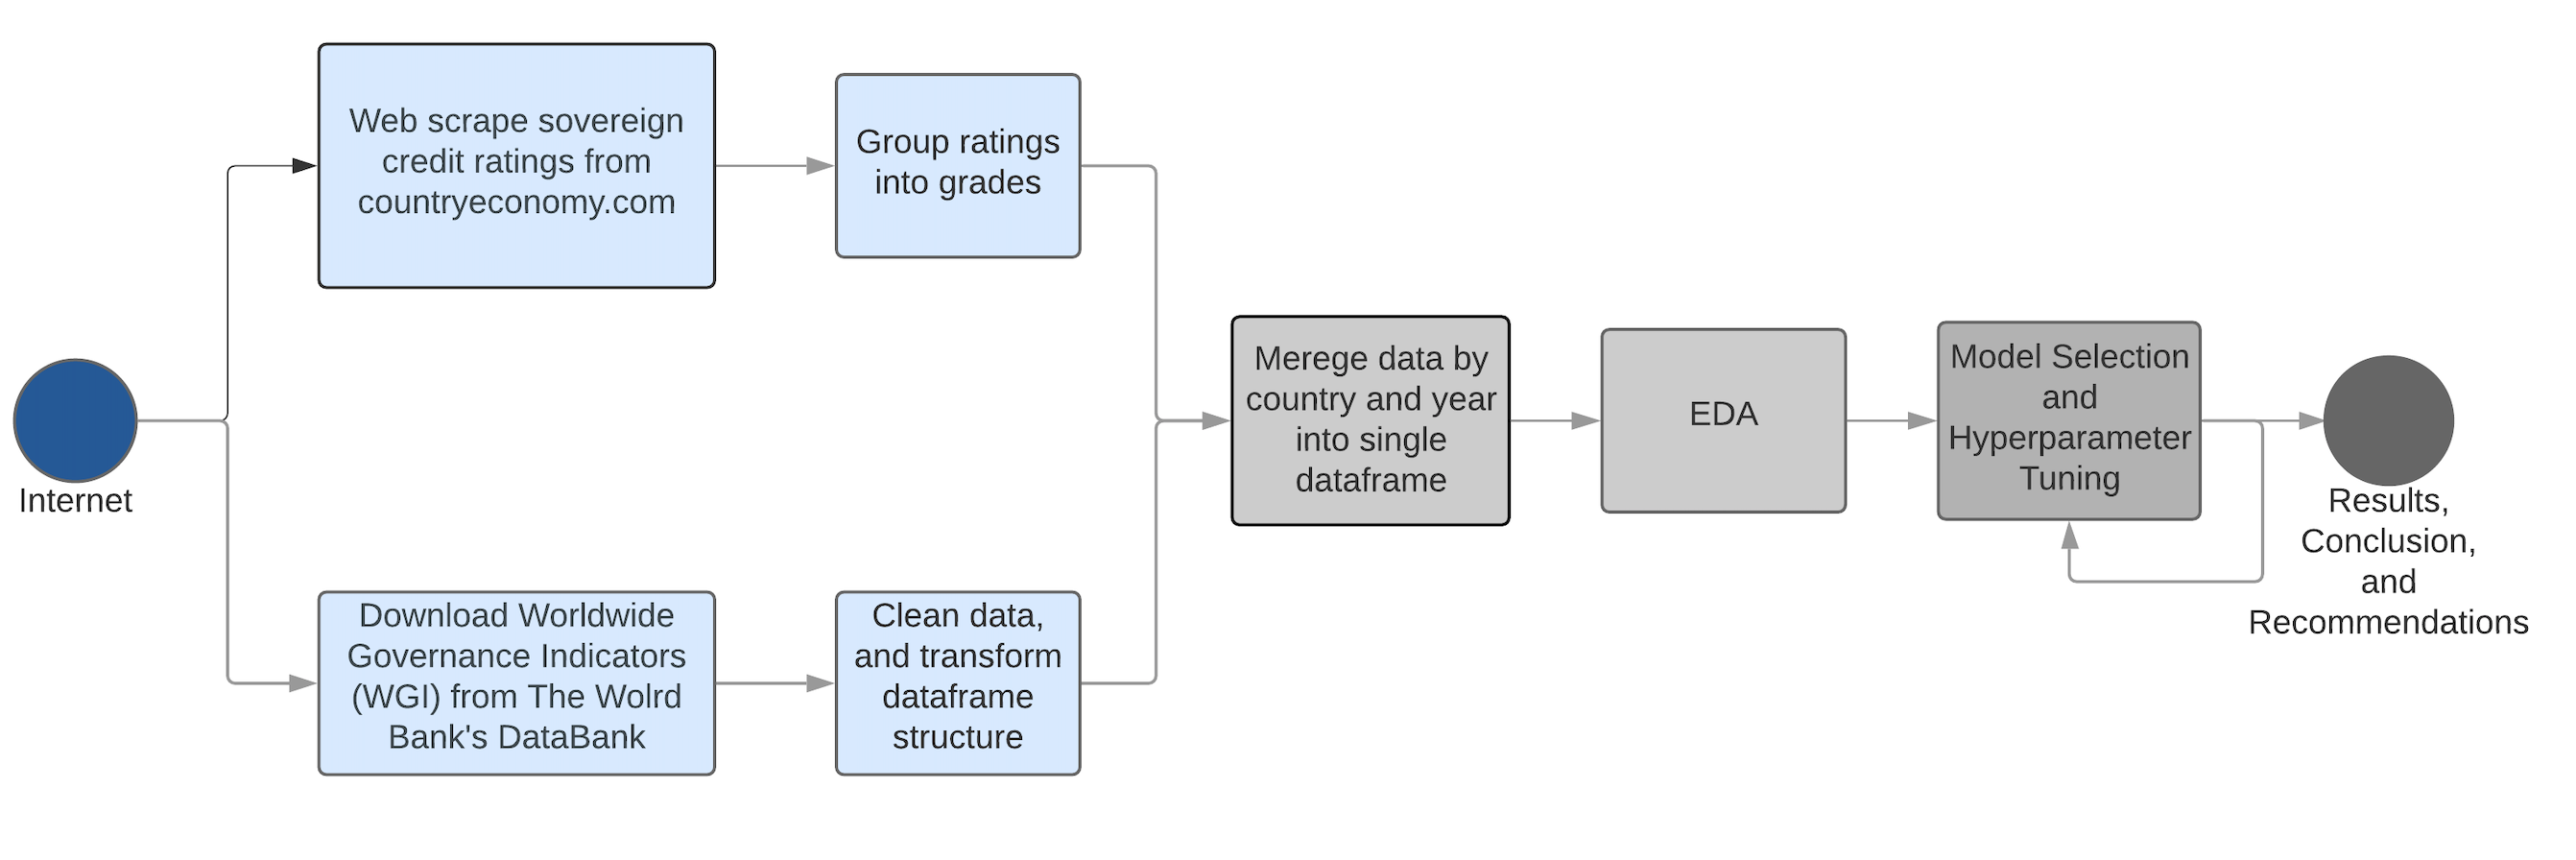 Web scrape sovereign
credit ratings from
countryeconomy.com
Group ratings
into grades
Internet
Download Worldwide
Governance Indicators
(WGI) from The Wolrd
Bank's DataBank
Clean data,
and transform
dataframe
structure
Merege data by
country and year
into single
dataframe
EDA
Model Selection
and
Hyperparameter
Tuning
Results,
Conclusion,
and
Recommendations